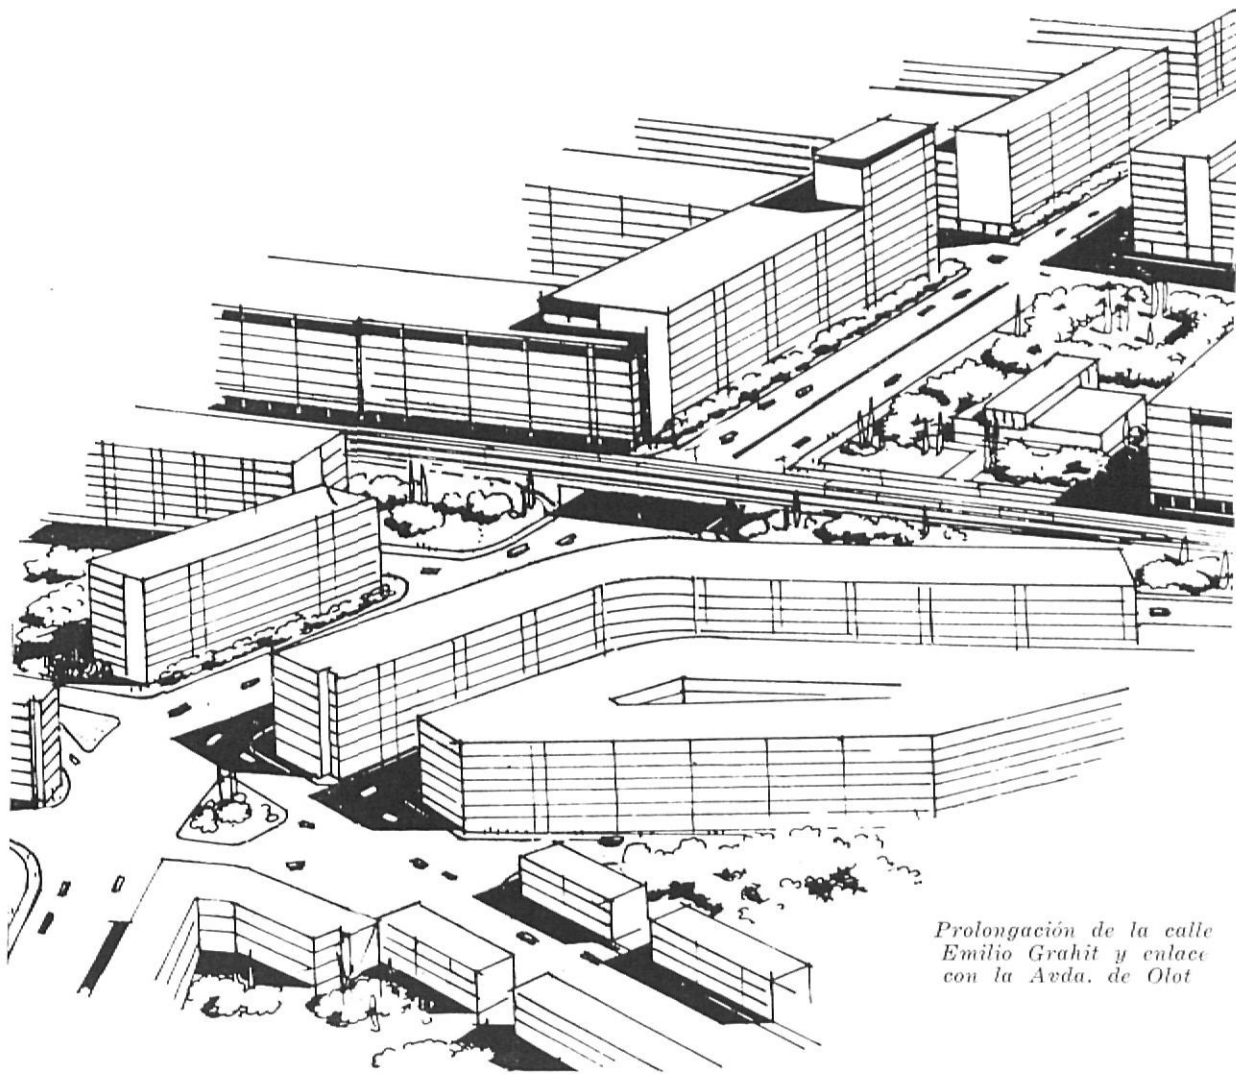 Prolongación de la calle
Emilio Grahit y enlace
con la Avda. de Olot